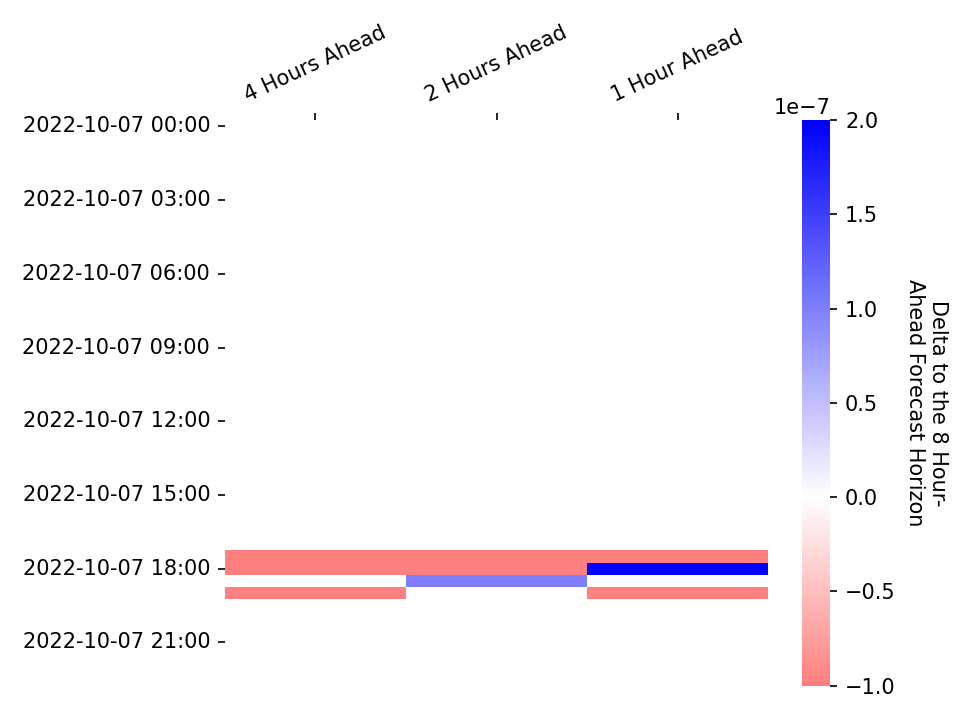 4 Hours Ahead
2 Hours Ahead
1 Hour Ahead
1e−7
2022-10-07 00:00
2022-10-07 03:00
2022-10-07 06:00
2022-10-07 09:00
2022-10-07 12:00
2022-10-07 15:00
2022-10-07 18:00
2022-10-07 21:00
2.0
1.5
1.0
0.5
0.0
−0.5
−1.0
Delta to the 8 Hour-
Ahead Forecast Horizon